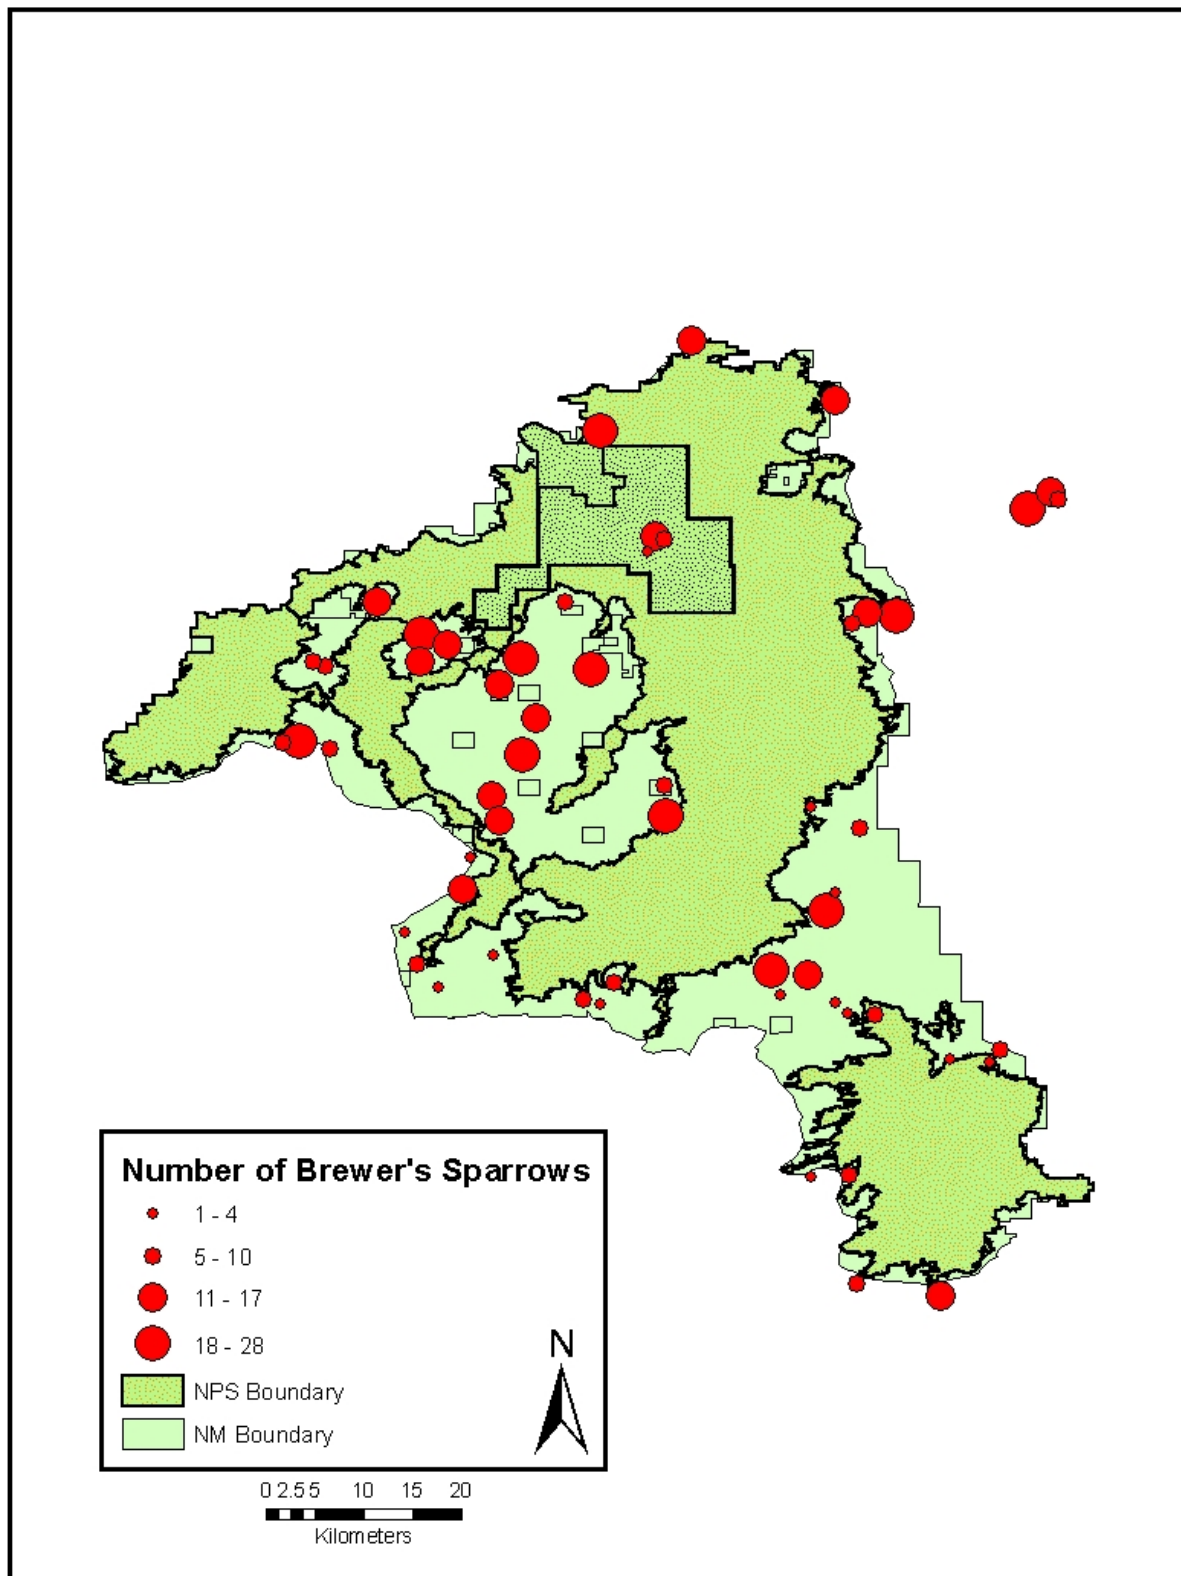 Number of Brewer's Sparrows
1 - 4
5 - 10
11 - 17
18 - 28
NPS Boundary
NM Boundary
N
0 2.5 5 10 15 20
Kilometers